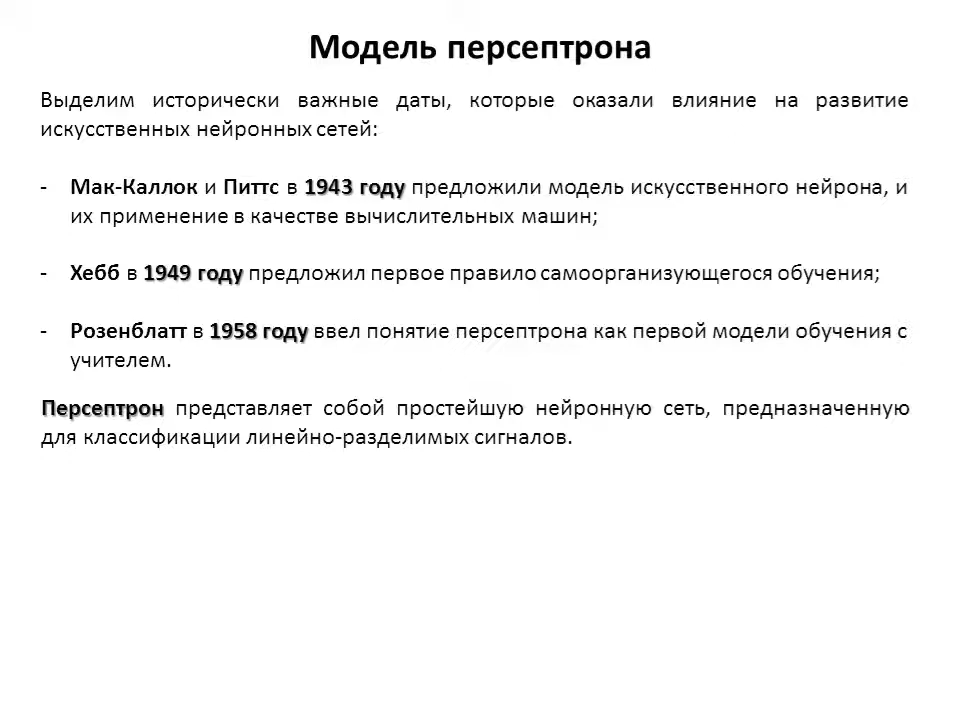 Модель персептрона
Выделим исторически важные даты, которые оказали влияние на развитие
искусственных нейронных сетей:
- Мак-Каллок и Питтс в 1943 году предложили модель искусственного нейрона, и
их применение в качестве вычислительных машин;
- Хебб в 1949 году предложил первое правило самоорганизующегося обучения;
- Розенблатт в 1958 году ввел понятие персептрона как первой модели обучения с
учителем.
Персептрон представляет собой простейшую нейронную сеть, предназначенную
для классификации линейно-разделимых сигналов.